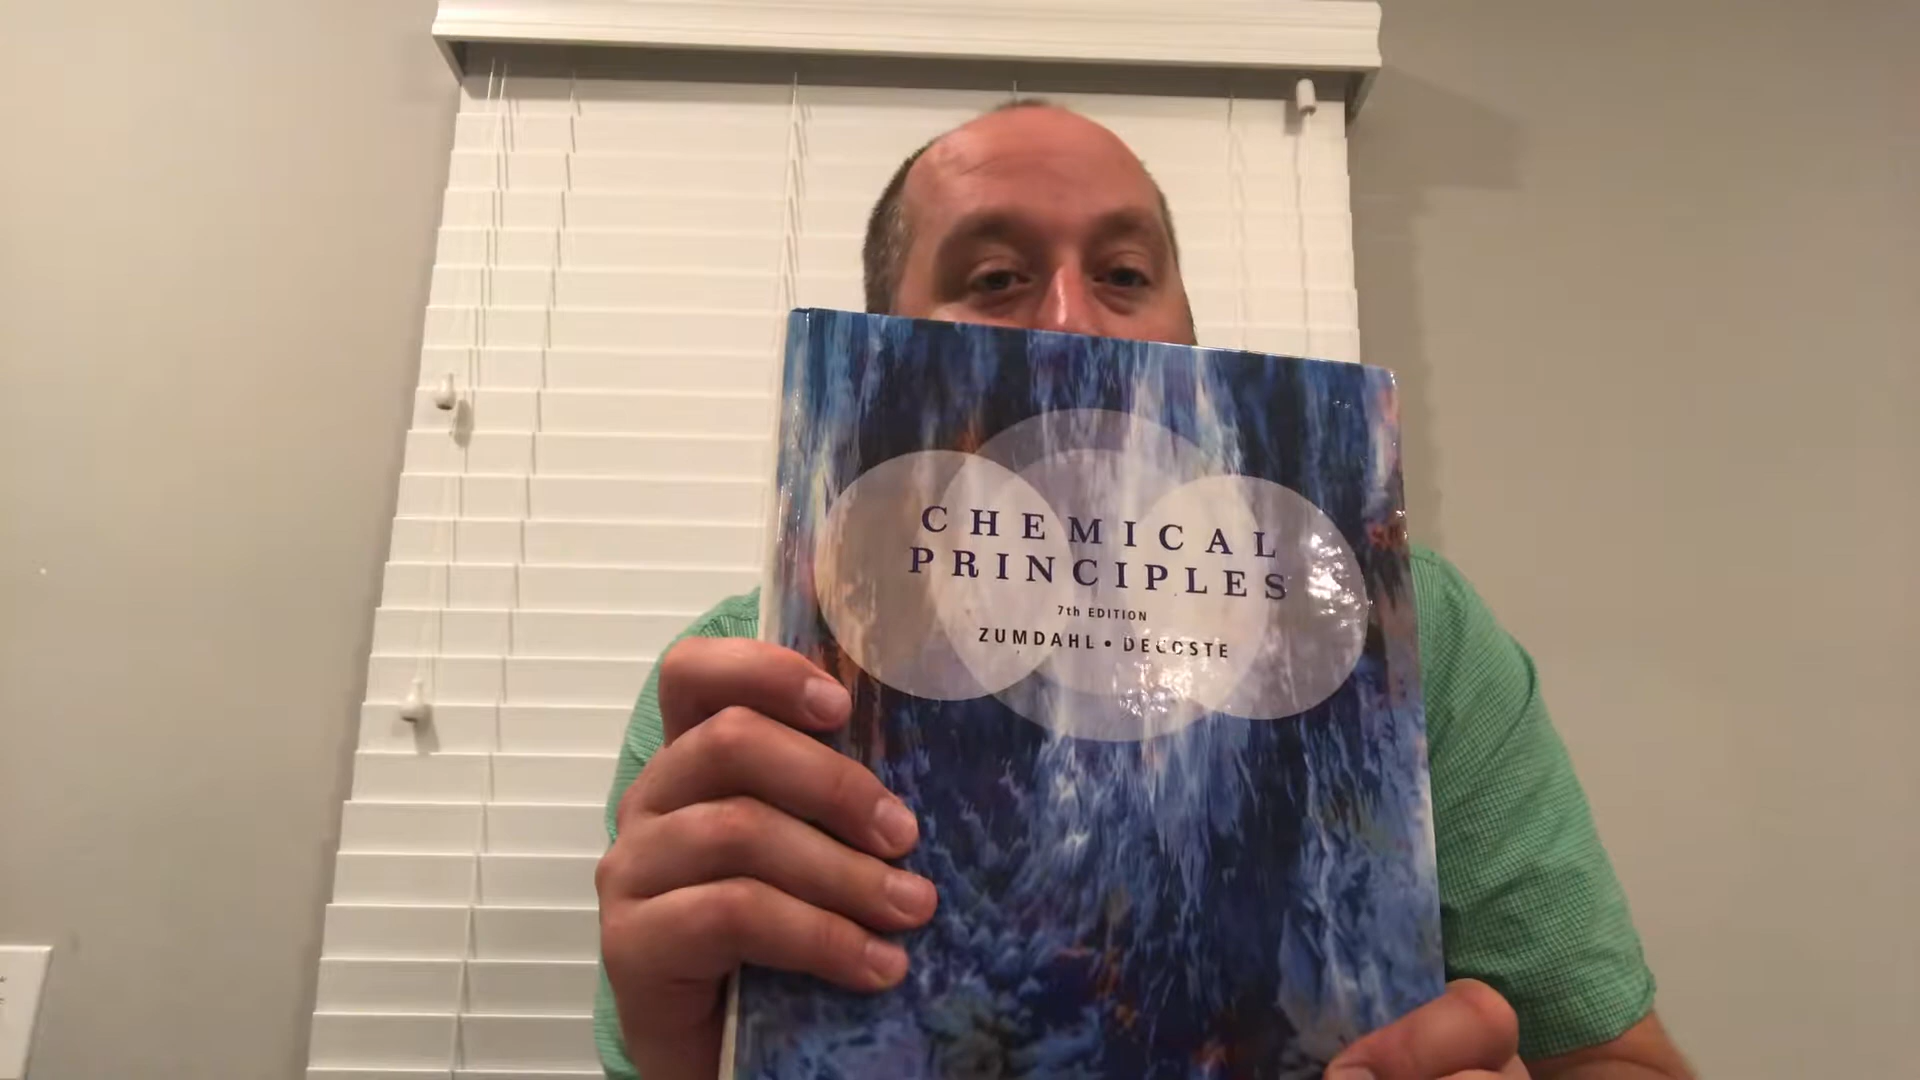 CHEMICAL
PRINCIPLES
7th EDITION
ZUMDAHL • DECOSTE